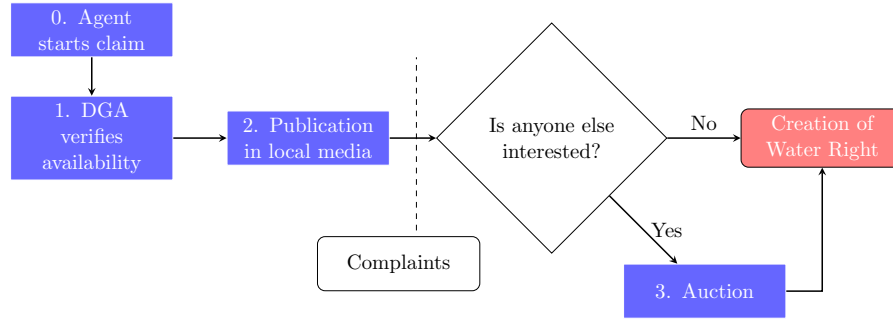 0. Agent
starts claim
1. DGA
verifies
availability
2. Publication
in local media
Is anyone else
interested?
No
Creation of
Water Right
Yes
Complaints
3. Auction